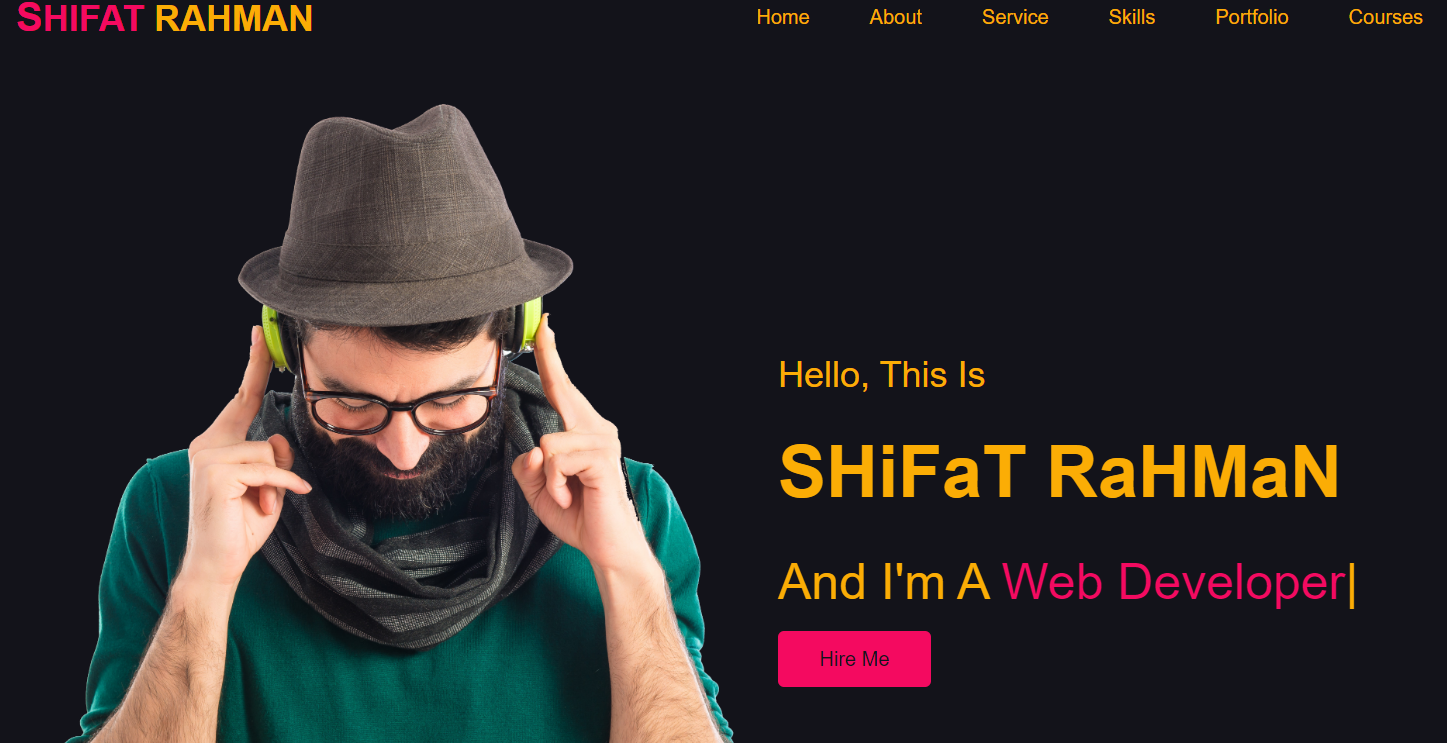 SHIFAT RAHMAN
Home About Service Skills Portfolio Courses
Hello, This Is
SHiFaT RaHMaN
And I'm A Web Developer|
Hire Me